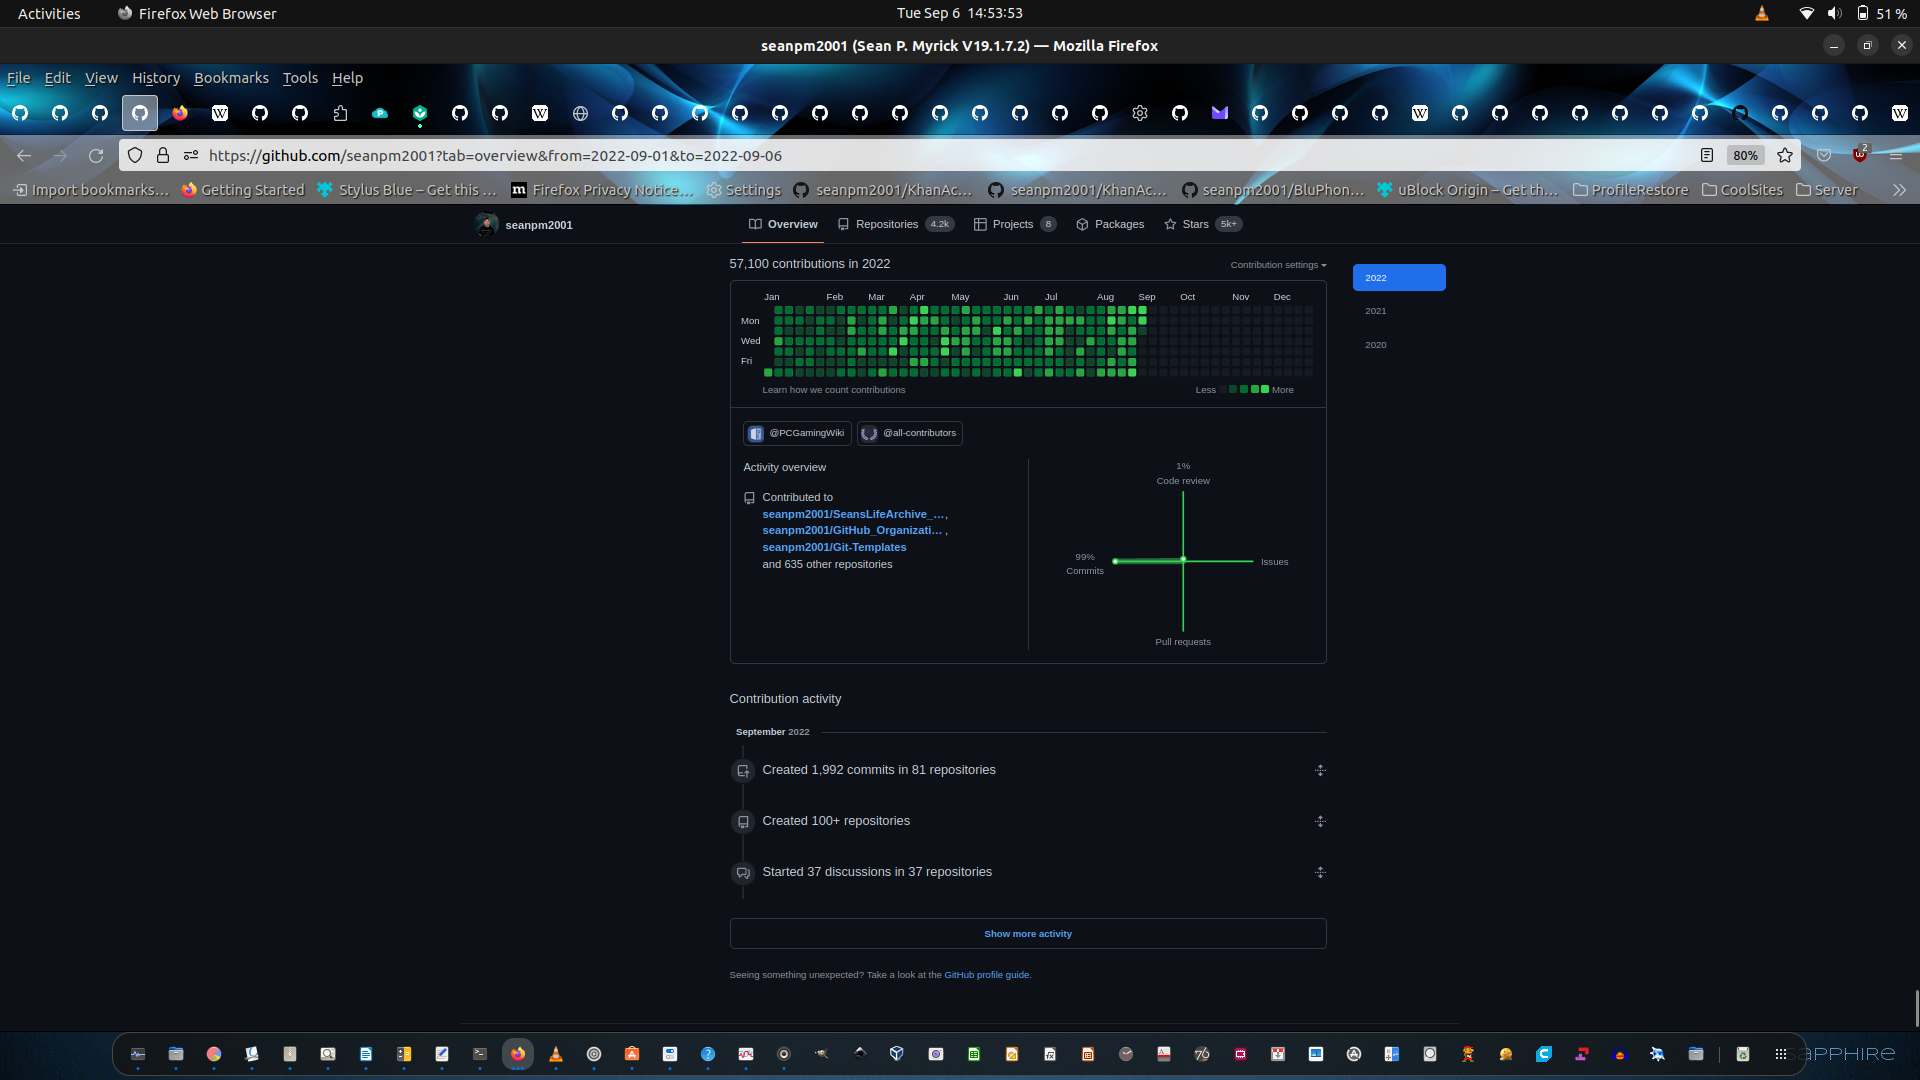 Activities
Firefox Web Browser
Tue Sep 6 14:53:53
51 %
seanpm2001 (Sean P. Myrick V19.1.7.2) — Mozilla Firefox
File Edit View History Bookmarks Tools Help
https://github.com/seanpm2001?tab=overview&from=2022-09-01&to=2022-09-06
80%
2
Import bookmarks… Getting Started Stylus Blue – Get this … Firefox Privacy Notice… Settings seanpm2001/KhanAc… seanpm2001/KhanAc… seanpm2001/BluPhon… uBlock Origin – Get th… ProfileRestore CoolSites Server
seanpm2001
Overview Repositories 4.2k Projects 8 Packages Stars 5k+
57,100 contributions in 2022
Contribution settings
2022
2021
2020
Jan Feb Mar Apr May Jun Jul Aug Sep Oct Nov Dec
Mon
Wed
Fri
Learn how we count contributions
Less More
@PCGamingWiki @all-contributors
Activity overview
Contributed to
seanpm2001/SeansLifeArchive_…,
seanpm2001/GitHub_Organizati… ,
seanpm2001/Git-Templates
and 635 other repositories
1%
Code review
99%
Commits
Issues
Pull requests
Contribution activity
September 2022
Created 1,992 commits in 81 repositories
Created 100+ repositories
Started 37 discussions in 37 repositories
Show more activity
Seeing something unexpected? Take a look at the GitHub profile guide.
76
SAPPHIRE